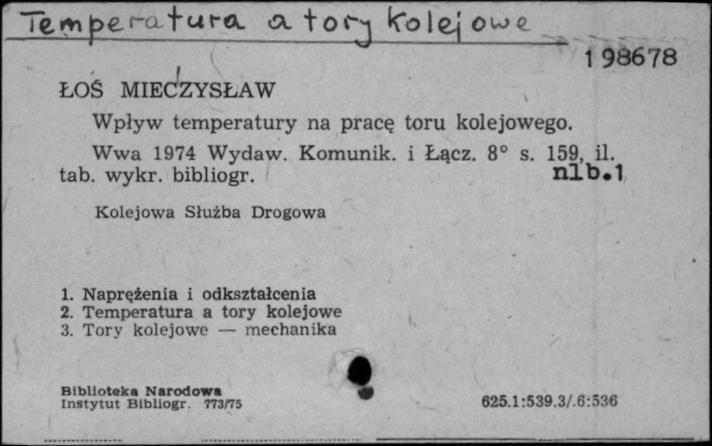 Temperatura a tory kolejowe
198678
ŁOŚ MIECZYSŁAW
Wpływ temperatury na pracę toru kolejowego.
Wwa 1974 Wydaw. Komunik. i Łącz. 8° s. 159, il.
tab. wykr. bibliogr. nlb.1
Kolejowa Służba Drogowa
1. Naprężenia i odkształcenia
2. Temperatura a tory kolejowe
3. Tory kolejowe — mechanika
Biblioteka Narodowa
Instytut Bibliogr. 773/75 625.1:539.3/.6:536